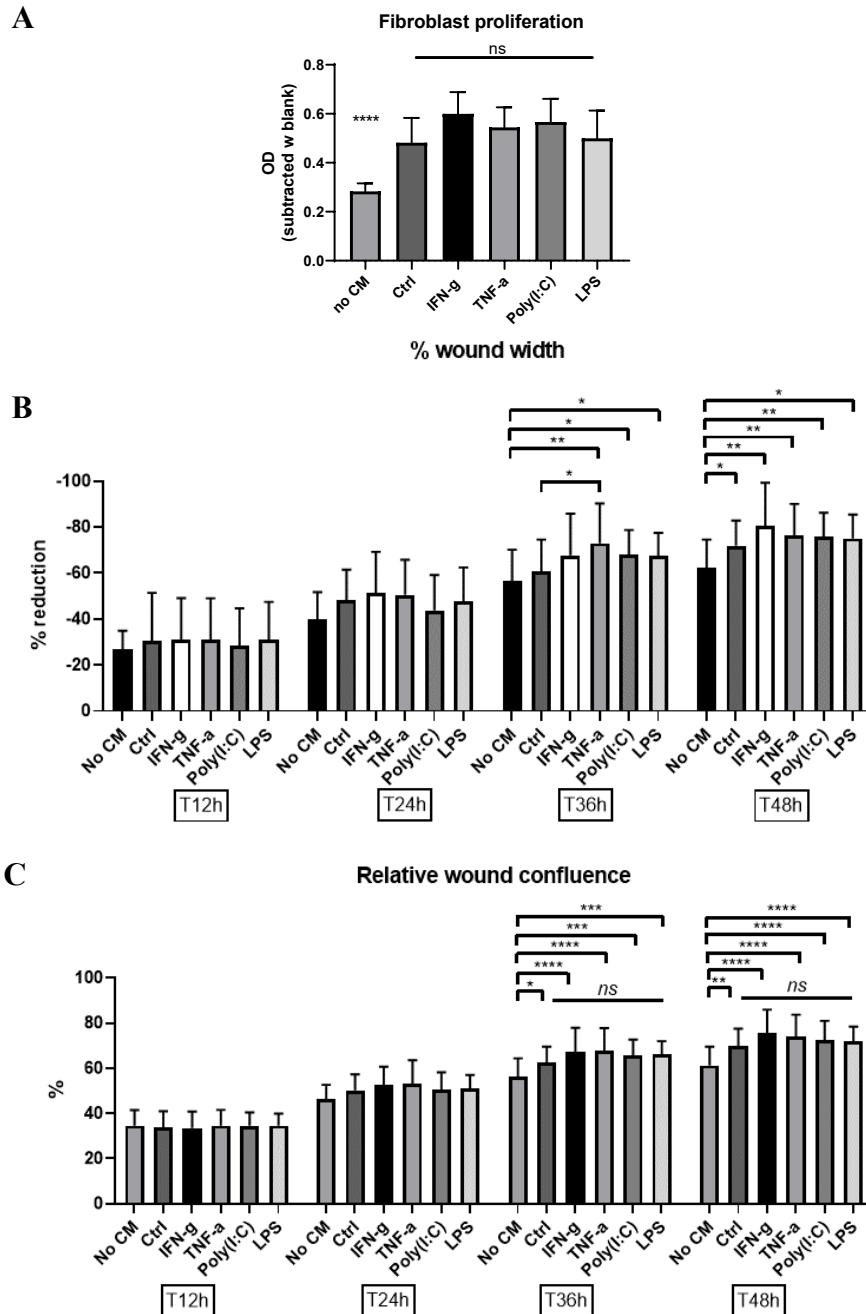 A
Fibroblast proliferation
ns
****
0.8
0.6
0.4
0.2
0.0
OD
(subtracted w blank)
no CM
Ctrl
IFN-g
TNF-a
Poly(I:C)
LPS
% wound width
B
*
*
**
*
*
**
**
**
*
-100
-80
-60
-40
-20
0
% reduction
No CM
Ctrl
IFN-g
TNF-a
Poly(I:C)
LPS
No CM
Ctrl
IFN-g
TNF-a
Poly(I:C)
LPS
No CM
Ctrl
IFN-g
TNF-a
Poly(I:C)
LPS
No CM
Ctrl
IFN-g
TNF-a
Poly(I:C)
LPS
T12h
T24h
T36h
T48h
C
Relative wound confluence
***
***
****
****
*
ns
****
****
****
****
**
ns
100
80
60
40
20
0
%
No CM
Ctrl
IFN-g
TNF-a
Poly(I:C)
LPS
No CM
Ctrl
IFN-g
TNF-a
Poly(I:C)
LPS
No CM
Ctrl
IFN-g
TNF-a
Poly(I:C)
LPS
No CM
Ctrl
IFN-g
TNF-a
Poly(I:C)
LPS
T12h
T24h
T36h
T48h